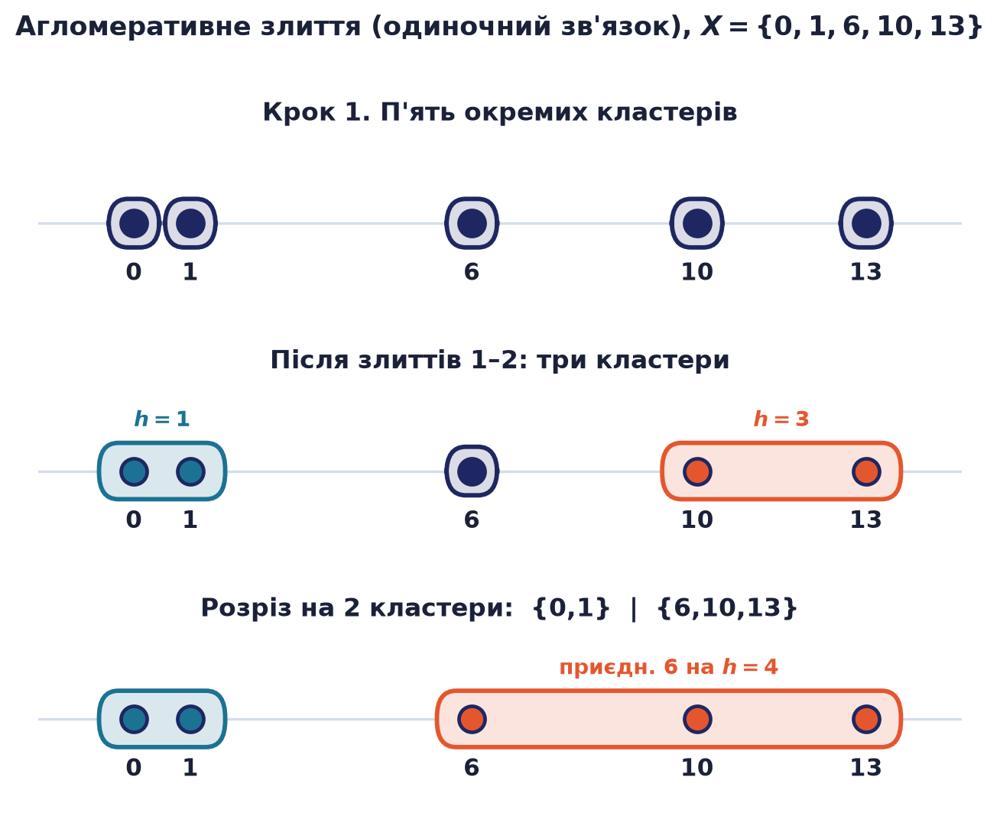 Агломеративне злиття (одиночний зв'язок), X = {0, 1, 6, 10, 13}
Крок 1. П'ять окремих кластерів
0 1 6 10 13
Після злиттів 1–2: три кластери
h = 1 h = 3
0 1 6 10 13
Розріз на 2 кластери: {0,1} | {6,10,13}
приєдн. 6 на h = 4
0 1 6 10 13